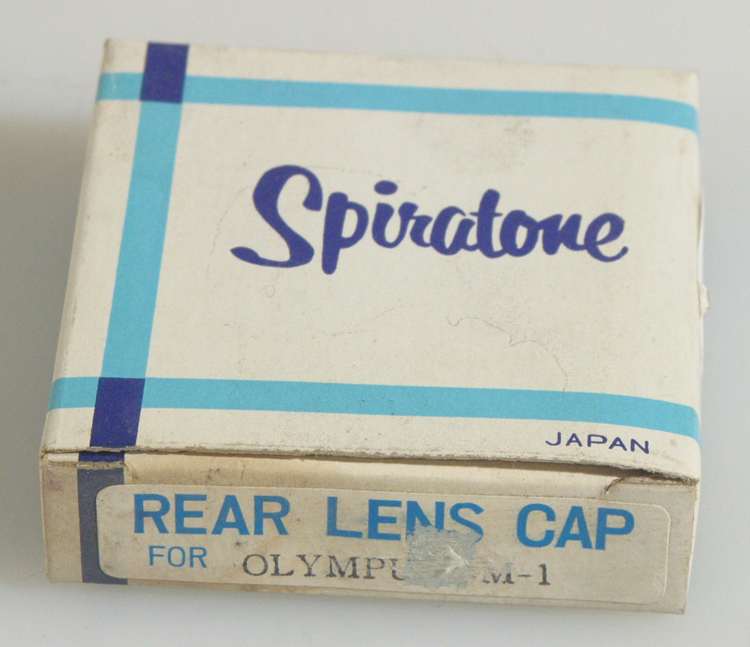 Spiratone
JAPAN
REAR LENS CAP
FOR OLYMPU M-1